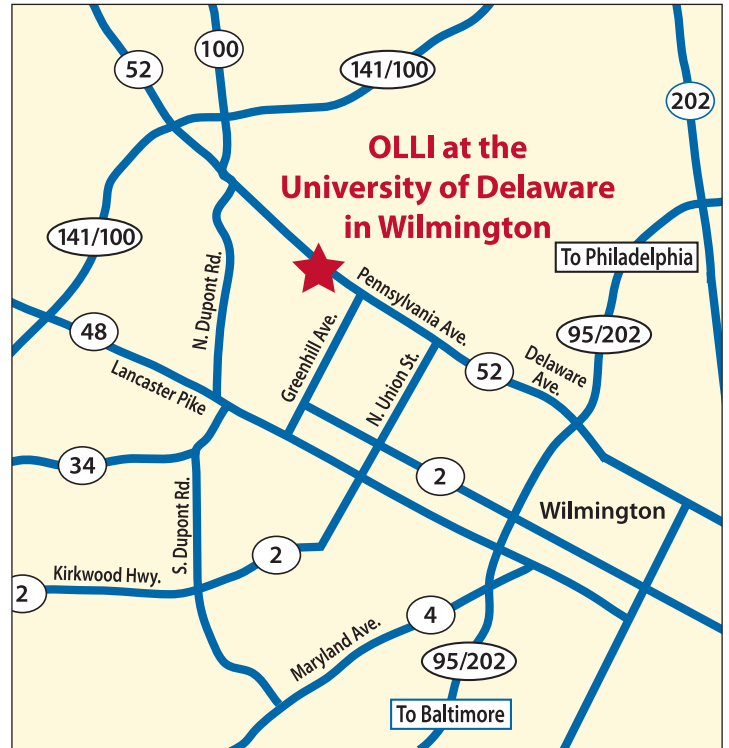 100
52
141/100
202
OLLI at the
University of Delaware
in Wilmington
141/100
To Philadelphia
N. Dupont Rd.
Pennsylvania Ave.
48
95/202
Greenhill Ave.
Lancaster Pike
N. Union St.
52
Delaware
Ave.
34
2
Wilmington
S. Dupont Rd.
2
Kirkwood Hwy.
2
4
Maryland Ave.
95/202
To Baltimore